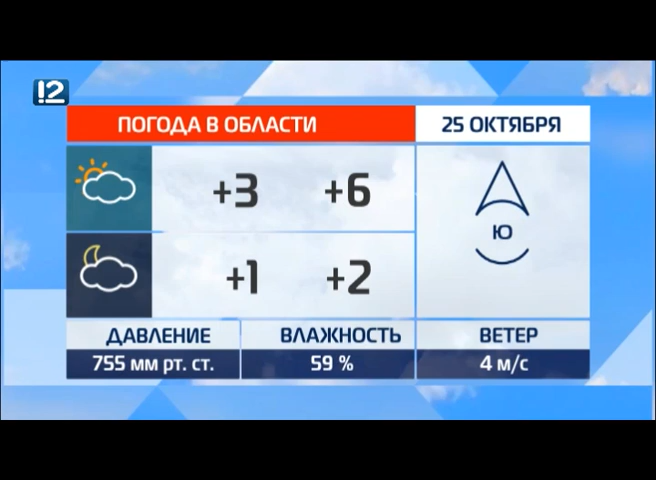 12
ПОГОДА В ОБЛАСТИ
25 ОКТЯБРЯ
+3 +6
Ю
+1 +2
ДАВЛЕНИЕ ВЛАЖНОСТЬ ВЕТЕР
755 мм рт. ст. 59 % 4 м/с